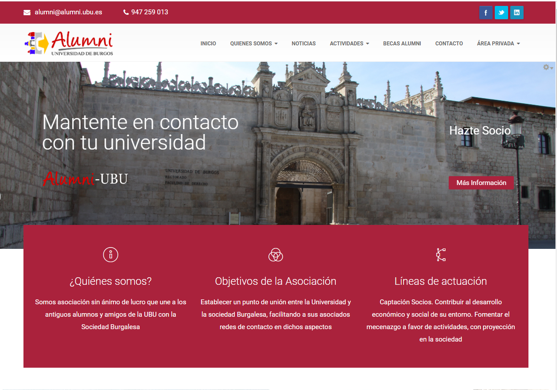 alumni@alumni.ubu.es
947 259 013
Alumni
UNIVERSIDAD DE BURGOS
INICIO
QUIENES SOMOS
NOTICIAS
ACTIVIDADES
BECAS ALUMNI
CONTACTO
ÁREA PRIVADA
Mantente en contacto
con tu universidad
Hazte Socio
Alumni-UBU
Más Información
¿Quiénes somos?
Somos asociación sin ánimo de lucro que une a los
antiguos alumnos y amigos de la UBU con la
Sociedad Burgalesa
Objetivos de la Asociación
Establecer un punto de unión entre la Universidad y
la sociedad Burgalesa, facilitando a sus asociados
redes de contacto en dichos aspectos
Líneas de actuación
Captación Socios. Contribuir al desarrollo
económico y social de su entorno. Fomentar el
mecenazgo a favor de actividades, con proyección
en la sociedad